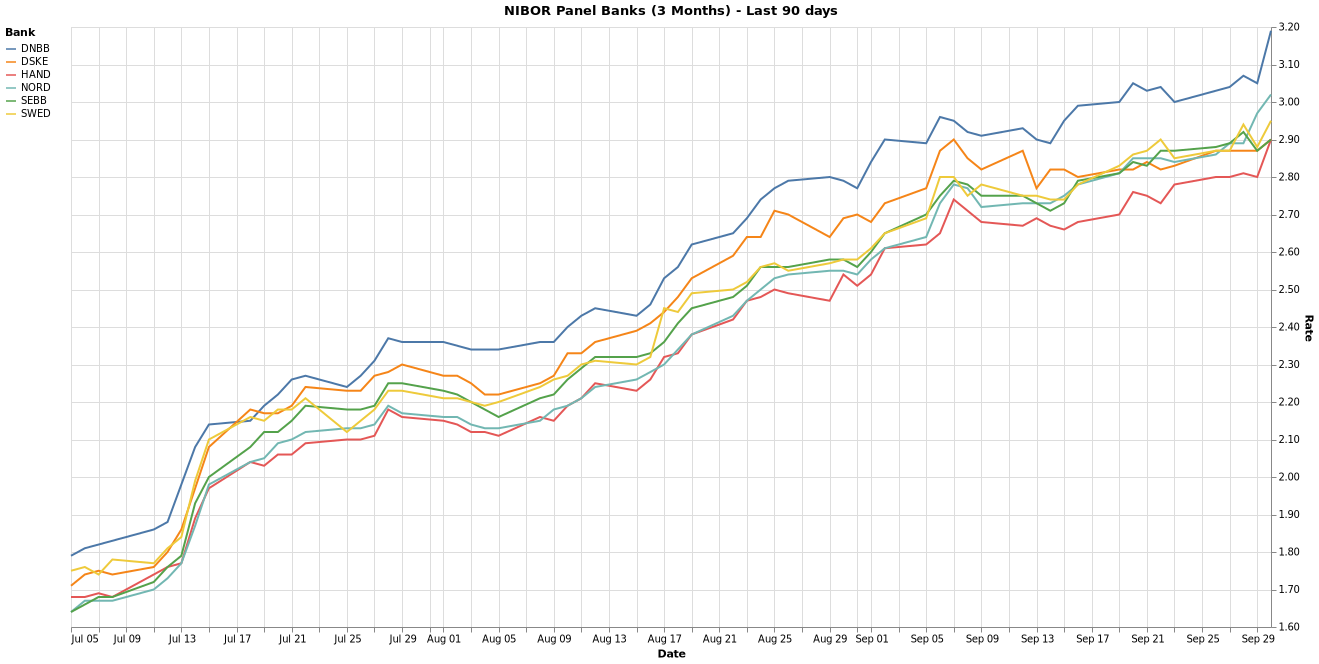 NIBOR Panel Banks (3 Months) - Last 90 days
Bank
DNBB
DSKE
HAND
NORD
SEBB
SWED
3.20
3.10
3.00
2.90
2.80
2.70
2.60
2.50
2.40
2.30
2.20
2.10
2.00
1.90
1.80
1.70
1.60
Rate
Jul 05 Jul 09 Jul 13 Jul 17 Jul 21 Jul 25 Jul 29 Aug 01 Aug 05 Aug 09 Aug 13 Aug 17 Aug 21 Aug 25 Aug 29 Sep 01 Sep 05 Sep 09 Sep 13 Sep 17 Sep 21 Sep 25 Sep 29
Date